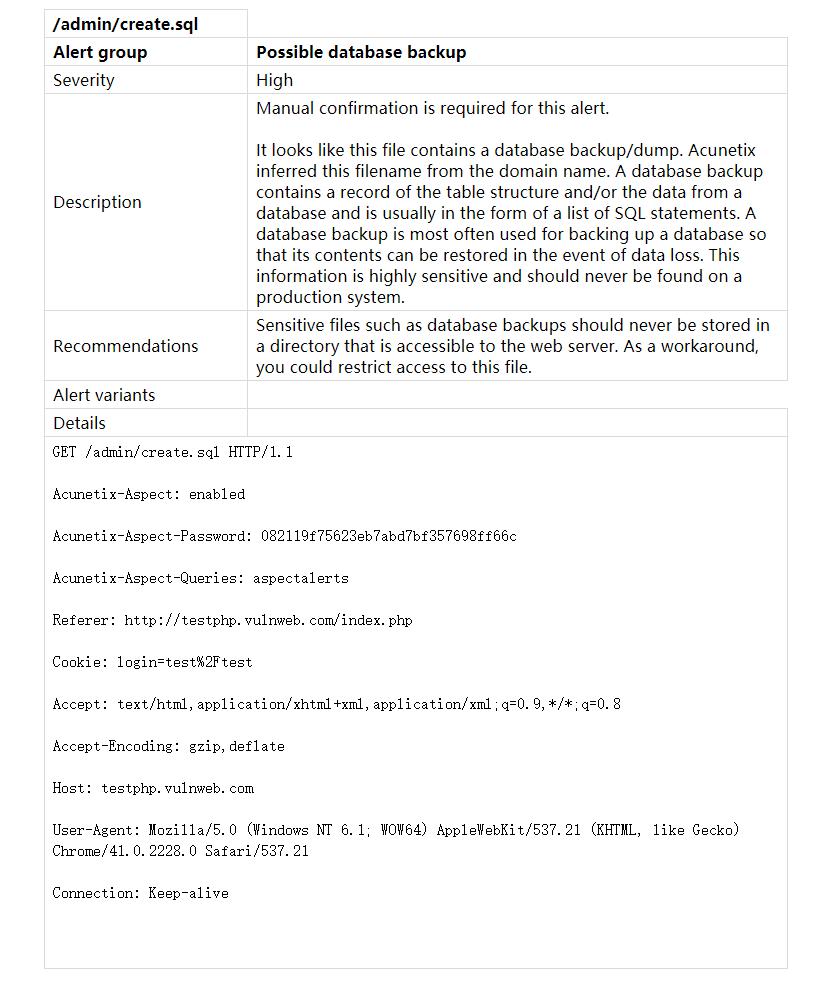 /admin/create.sql
Alert group Possible database backup
Severity High
Description
Manual confirmation is required for this alert.
It looks like this file contains a database backup/dump. Acunetix
inferred this filename from the domain name. A database backup
contains a record of the table structure and/or the data from a
database and is usually in the form of a list of SQL statements. A
database backup is most often used for backing up a database so
that its contents can be restored in the event of data loss. This
information is highly sensitive and should never be found on a
production system.
Recommendations
Sensitive files such as database backups should never be stored in
a directory that is accessible to the web server. As a workaround,
you could restrict access to this file.
Alert variants
Details
GET /admin/create.sql HTTP/1.1
Acunetix-Aspect: enabled
Acunetix-Aspect-Password: 082119f75623eb7abd7bf357698ff66c
Acunetix-Aspect-Queries: aspectalerts
Referer: http://testphp.vulnweb.com/index.php
Cookie: login=test%2Ftest
Accept: text/html,application/xhtml+xml,application/xml;q=0.9,*/*;q=0.8
Accept-Encoding: gzip,deflate
Host: testphp.vulnweb.com
User-Agent: Mozilla/5.0 (Windows NT 6.1; WOW64) AppleWebKit/537.21 (KHTML, like Gecko)
Chrome/41.0.2228.0 Safari/537.21
Connection: Keep-alive